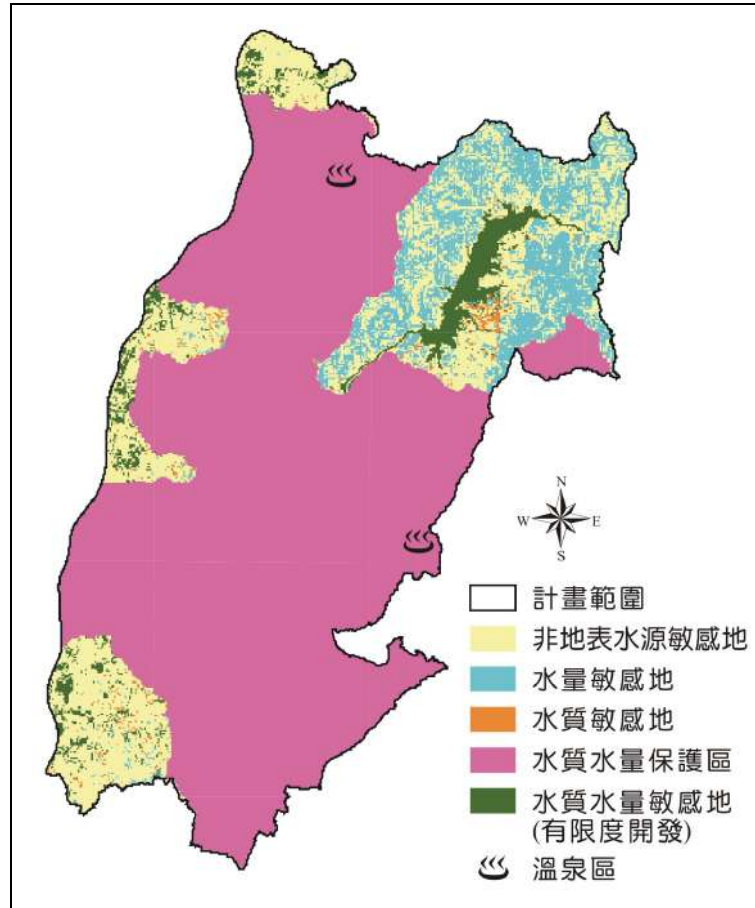 N
W E
S
計畫範圍
非地表水源敏感地
水量敏感地
水質敏感地
水質水量保護區
水質水量敏感地
(有限度開發)
溫泉區